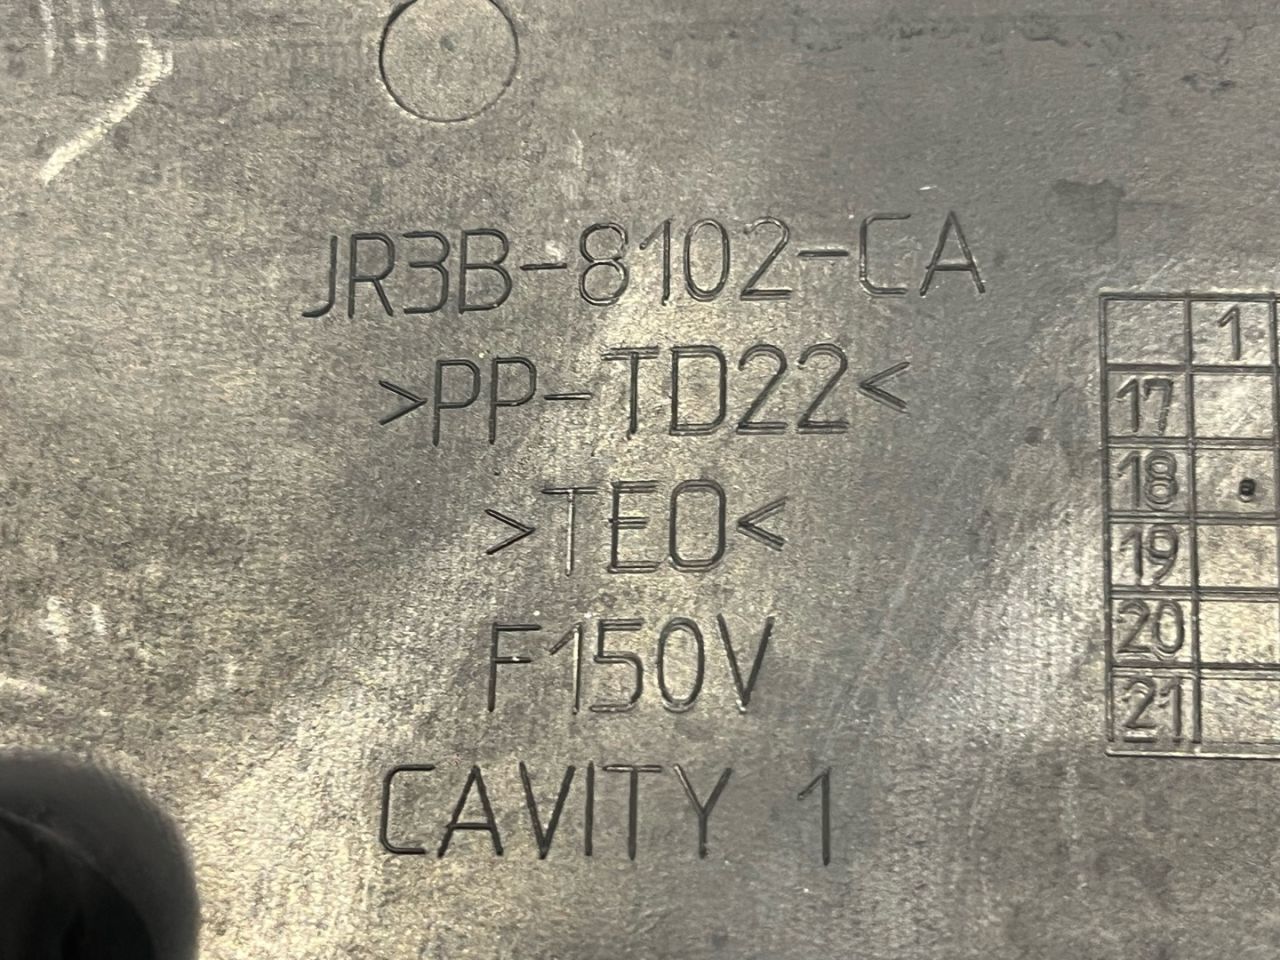 JR3B-8102-CA
>PP-TD22<
>TEO<
F150V
CAVITY 1
1
17
18
19
20
21